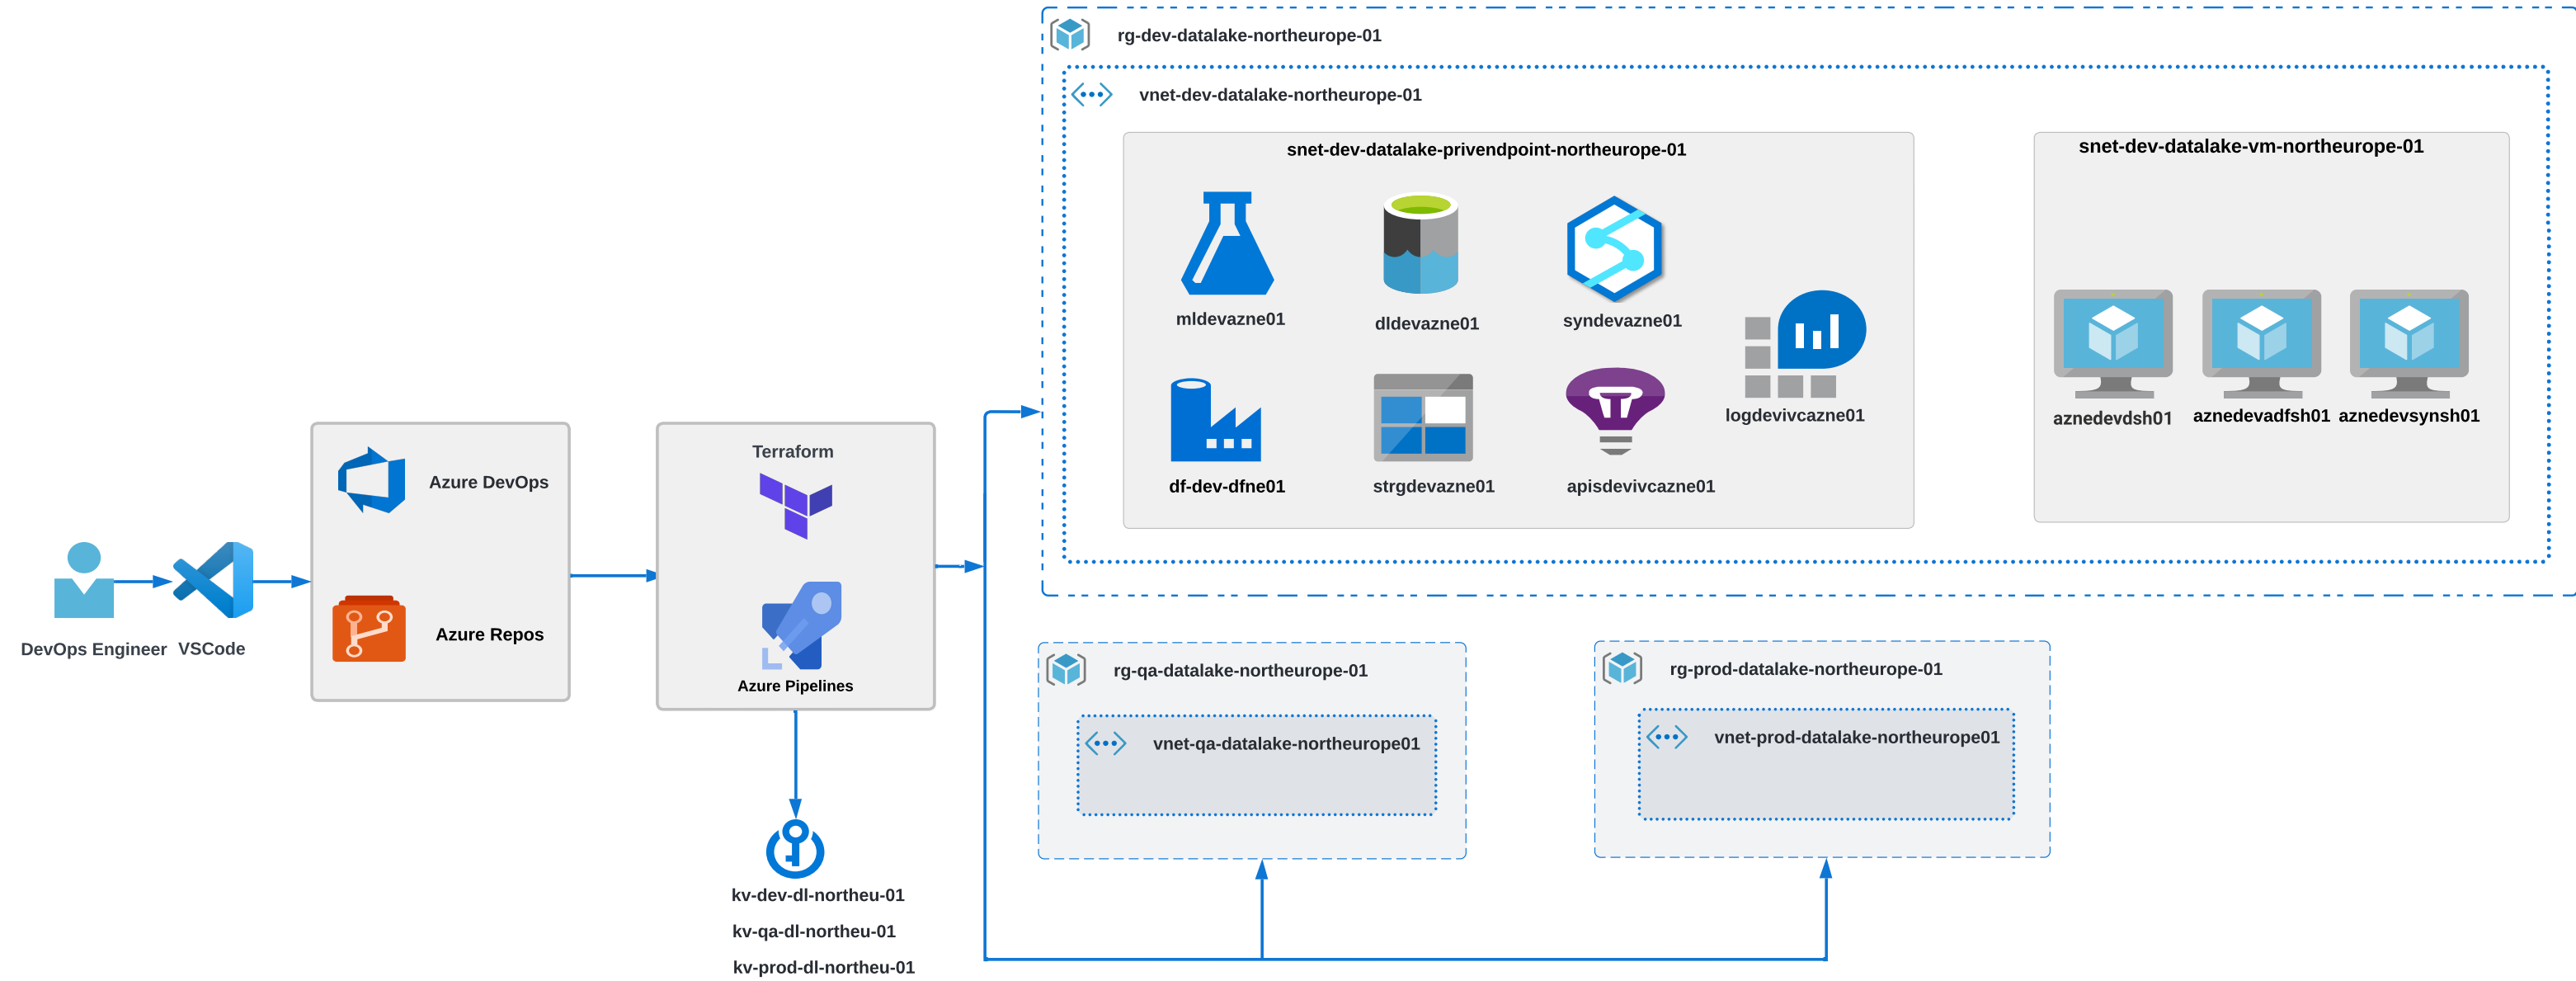 rg-dev-datalake-northeurope-01
vnet-dev-datalake-northeurope-01
snet-dev-datalake-privendpoint-northeurope-01
snet-dev-datalake-vm-northeurope-01
mldevazne01
dldevazne01
syndevazne01
logdevivcazne01
df-dev-dfne01
strgdevazne01
apisdevivcazne01
aznedevdsh01
aznedevadfsh01
aznedevsynsh01
Azure DevOps
Azure Repos
Terraform
Azure Pipelines
DevOps Engineer
VSCode
kv-dev-dl-northeu-01
kv-qa-dl-northeu-01
kv-prod-dl-northeu-01
rg-qa-datalake-northeurope-01
vnet-qa-datalake-northeurope01
rg-prod-datalake-northeurope-01
vnet-prod-datalake-northeurope01